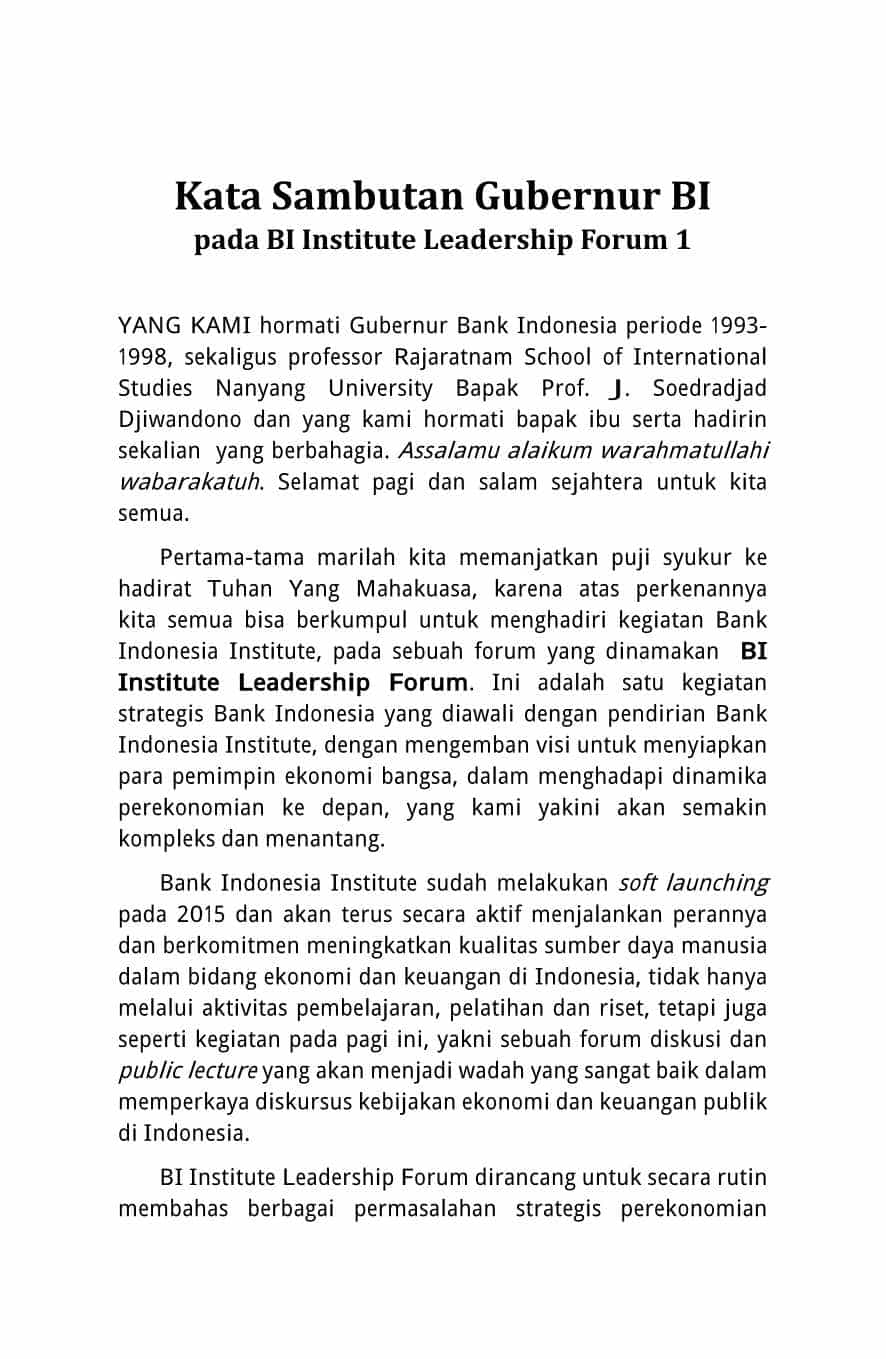 Kata Sambutan Gubernur BI
pada BI Institute Leadership Forum 1
YANG KAMI hormati Gubernur Bank Indonesia periode 1993-
1998, sekaligus professor Rajaratnam School of International
Studies Nanyang University Bapak Prof. J. Soedradjad
Djiwandono dan yang kami hormati bapak ibu serta hadirin
sekalian yang berbahagia. Assalamu alaikum warahmatullahi
wabarakatuh. Selamat pagi dan salam sejahtera untuk kita
semua.
Pertama-tama marilah kita memanjatkan puji syukur ke
hadirat Tuhan Yang Mahakuasa, karena atas perkenannya
kita semua bisa berkumpul untuk menghadiri kegiatan Bank
Indonesia Institute, pada sebuah forum yang dinamakan BI
Institute Leadership Forum. Ini adalah satu kegiatan
strategis Bank Indonesia yang diawali dengan pendirian Bank
Indonesia Institute, dengan mengemban visi untuk menyiapkan
para pemimpin ekonomi bangsa, dalam menghadapi dinamika
perekonomian ke depan, yang kami yakini akan semakin
kompleks dan menantang.
Bank Indonesia Institute sudah melakukan soft launching
pada 2015 dan akan terus secara aktif menjalankan perannya
dan berkomitmen meningkatkan kualitas sumber daya manusia
dalam bidang ekonomi dan keuangan di Indonesia, tidak hanya
melalui aktivitas pembelajaran, pelatihan dan riset, tetapi juga
seperti kegiatan pada pagi ini, yakni sebuah forum diskusi dan
public lecture yang akan menjadi wadah yang sangat baik dalam
memperkaya diskursus kebijakan ekonomi dan keuangan publik
di Indonesia.
BI Institute Leadership Forum dirancang untuk secara rutin
membahas berbagai permasalahan strategis perekonomian